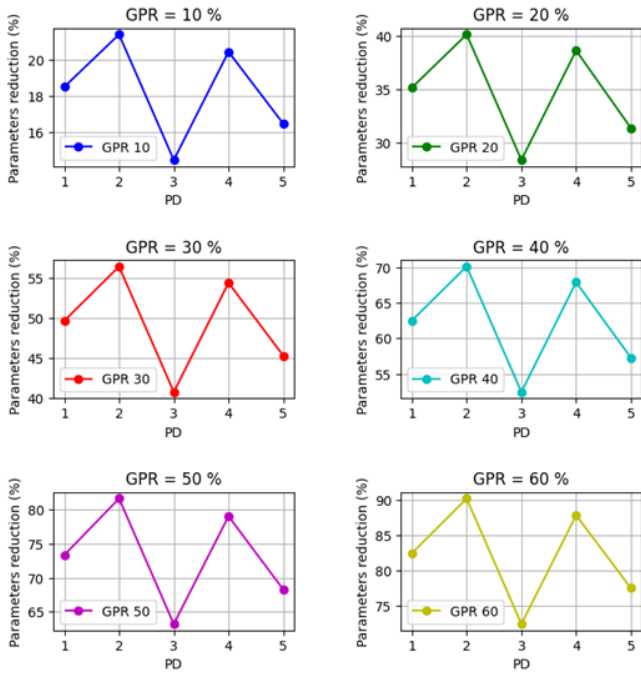 GPR = 10 %
Parameters reduction (%)
20
18
16
GPR 10
1 2 3 4 5
PD
GPR = 20 %
Parameters reduction (%)
40
35
30
GPR 20
1 2 3 4 5
PD
GPR = 30 %
Parameters reduction (%)
55
50
45
40
GPR 30
1 2 3 4 5
PD
GPR = 40 %
Parameters reduction (%)
70
65
60
55
GPR 40
1 2 3 4 5
PD
GPR = 50 %
Parameters reduction (%)
80
75
70
65
GPR 50
1 2 3 4 5
PD
GPR = 60 %
Parameters reduction (%)
90
85
80
75
GPR 60
1 2 3 4 5
PD